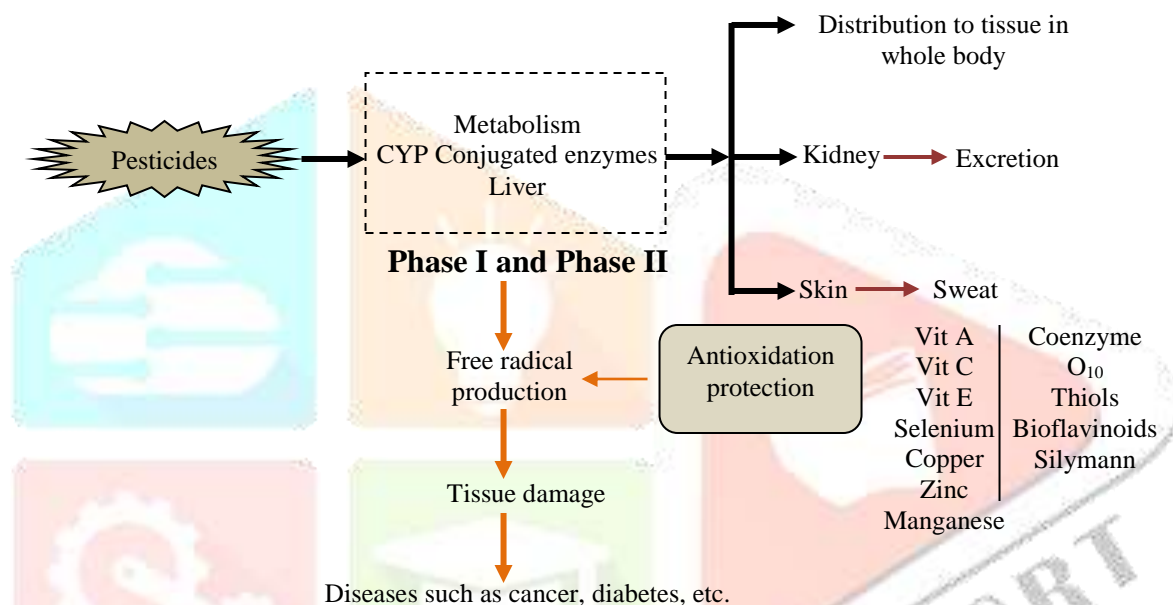 Distribution to tissue in
whole body
Pesticides
Metabolism
CYP Conjugated enzymes
Liver
Kidney
Excretion
Phase I and Phase II
Skin
Sweat
Free radical
production
Antioxidation
protection
Vit A
Vit C
Vit E
Selenium
Copper
Zinc
Manganese
Coenzyme
O₁₀
Thiols
Bioflavinoids
Silymann
Tissue damage
Diseases such as cancer, diabetes, etc.